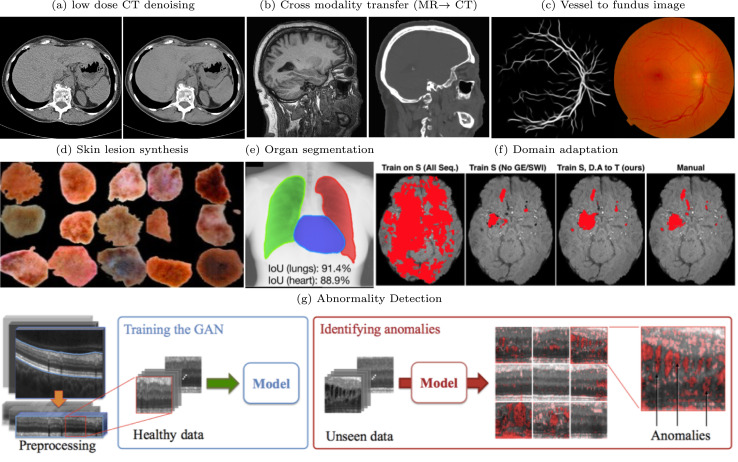 (a) low dose CT denoising
(b) Cross modality transfer (MR→ CT)
(c) Vessel to fundus image
(d) Skin lesion synthesis
(e) Organ segmentation
(f) Domain adaptation
IoU (lungs): 91.4%
IoU (heart): 88.9%
Train on S (All Seq.)
Train S (No GE/SWI)
Train S, D.A to T (ours)
Manual
(g) Abnormality Detection
Preprocessing
Training the GAN
Healthy data
Model
Identifying anomalies
Unseen data
Model
Anomalies